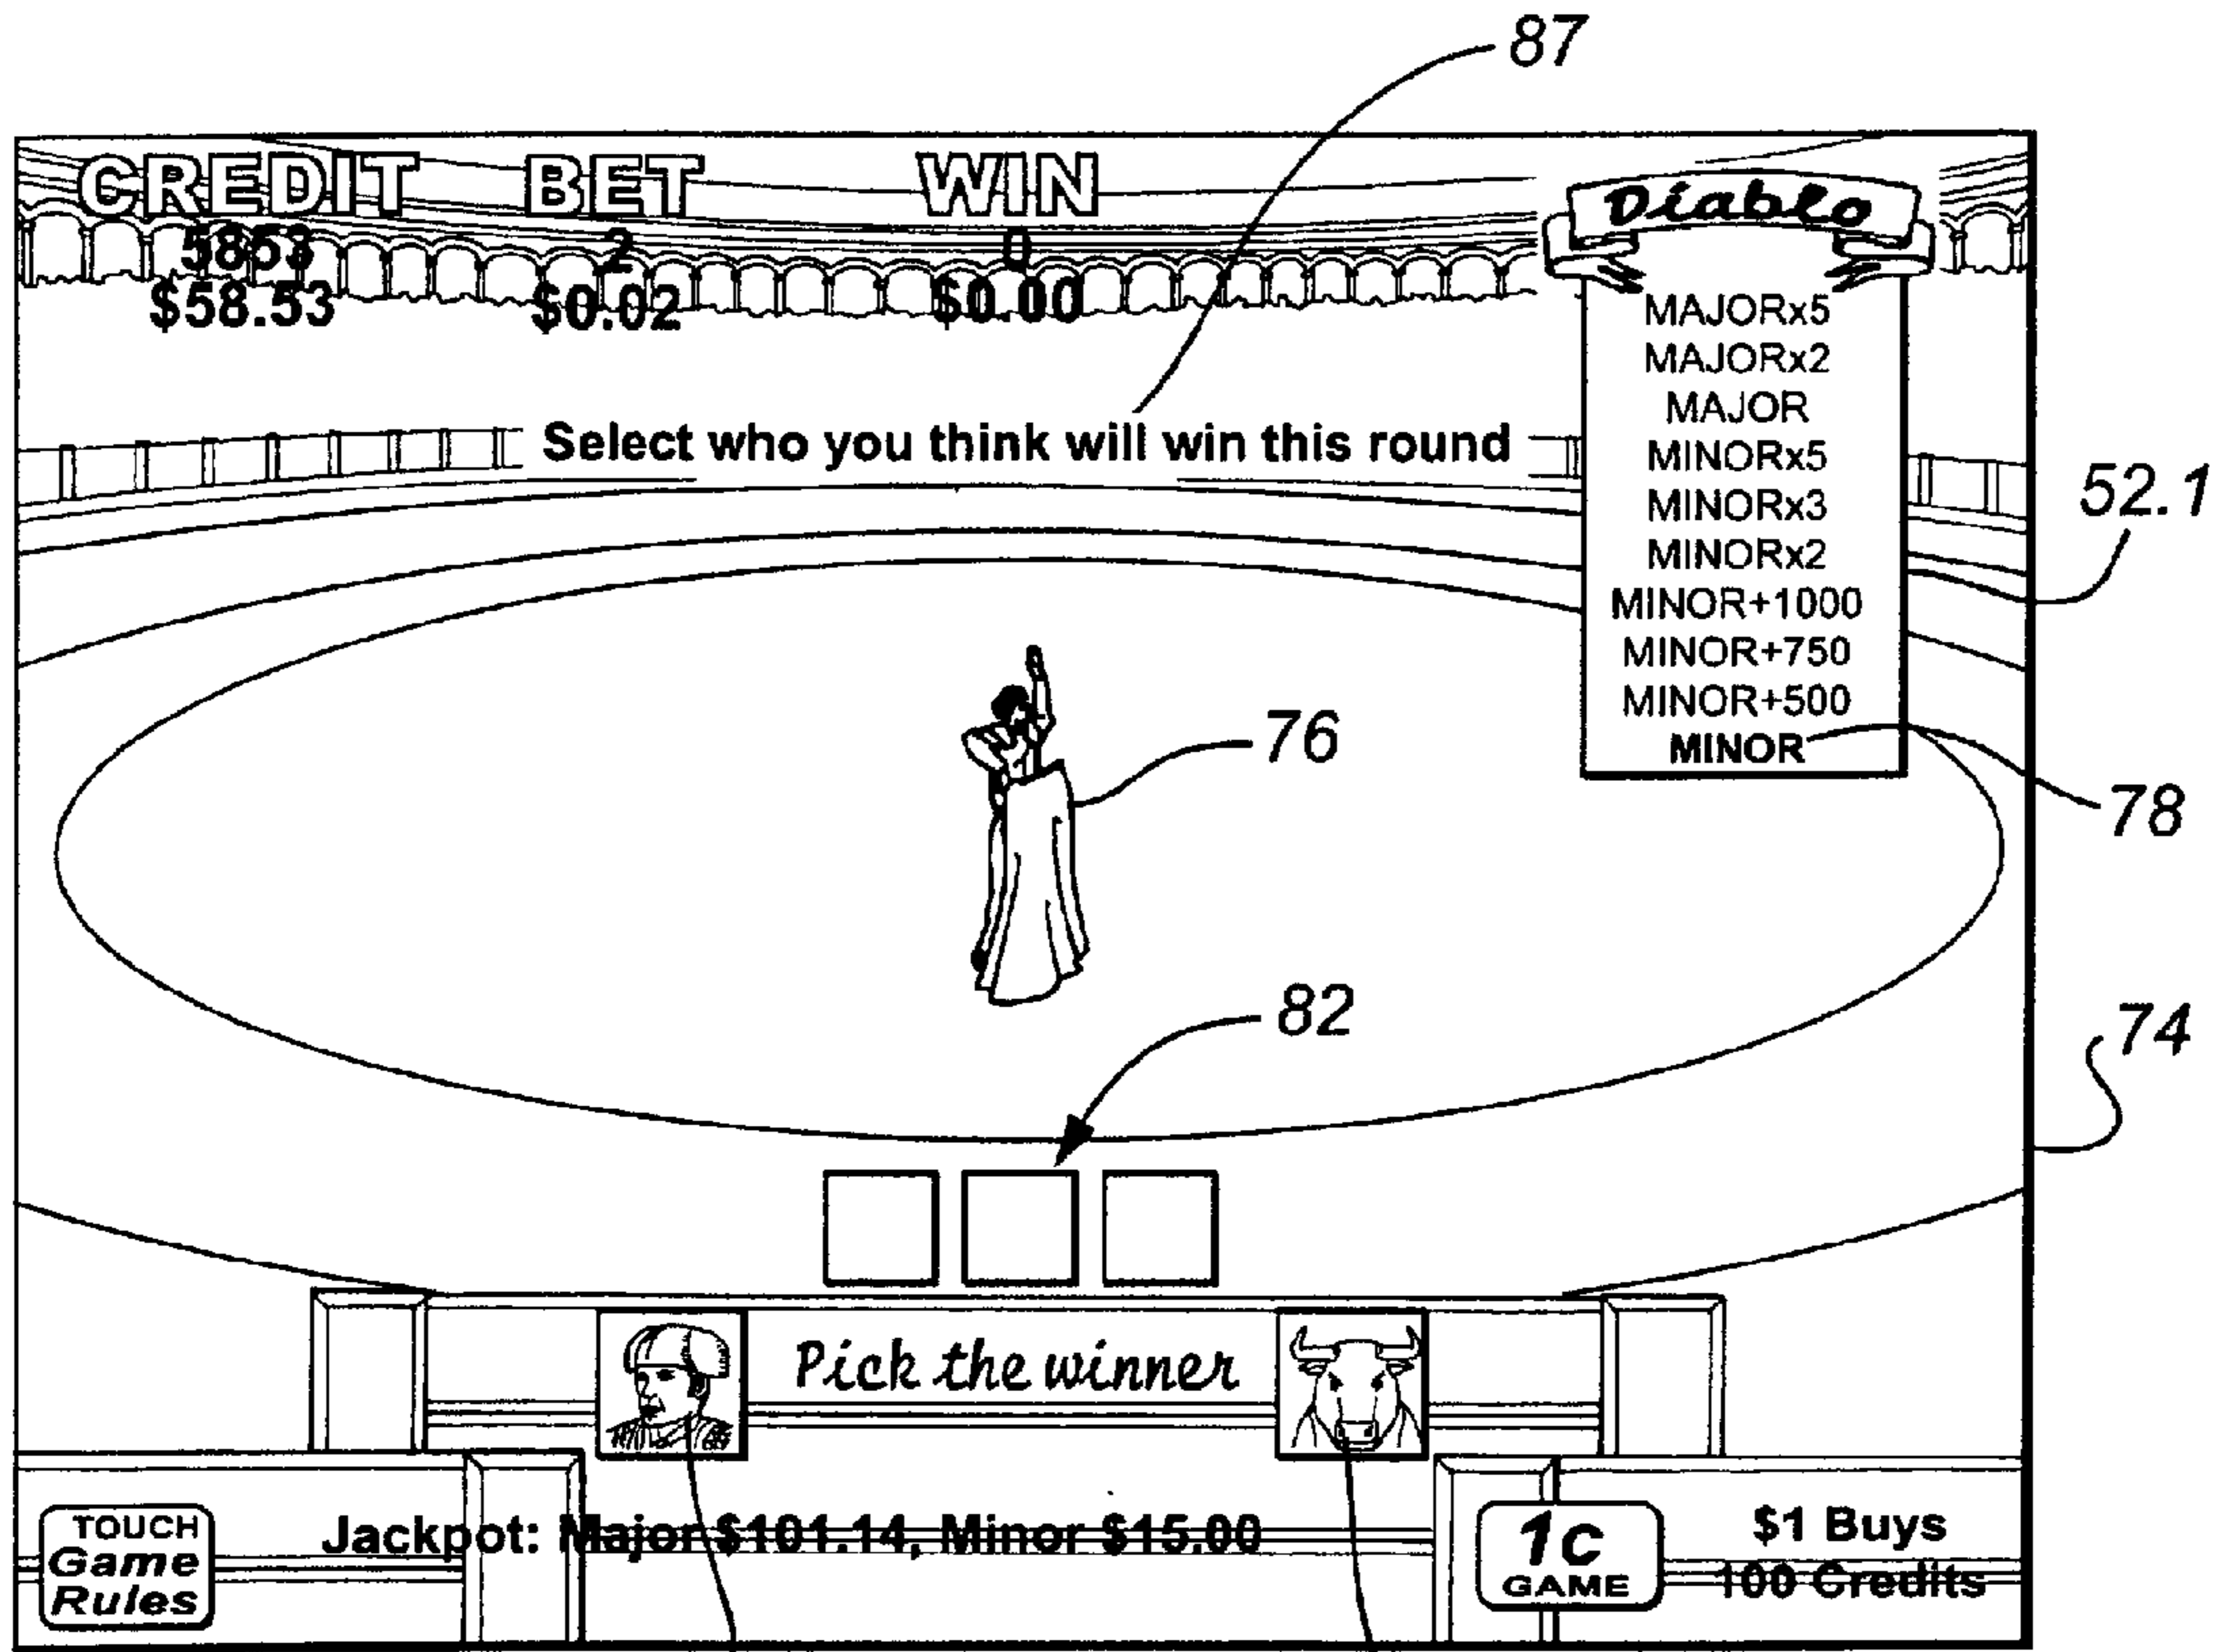 87
CREDIT BET WIN
Diablo
5853 2 0
$58.53 $0.02 $0.00
MAJORx5
MAJORx2
MAJOR
MINORx5
MINORx3
MINORx2
MINOR+1000
MINOR+750
MINOR+500
MINOR
Select who you think will win this round
52.1
76
78
82
74
Pick the winner
TOUCH
Game
Rules
Jackpot: Major $101.14, Minor $15.00
1c
GAME
$1 Buys
100 Credits